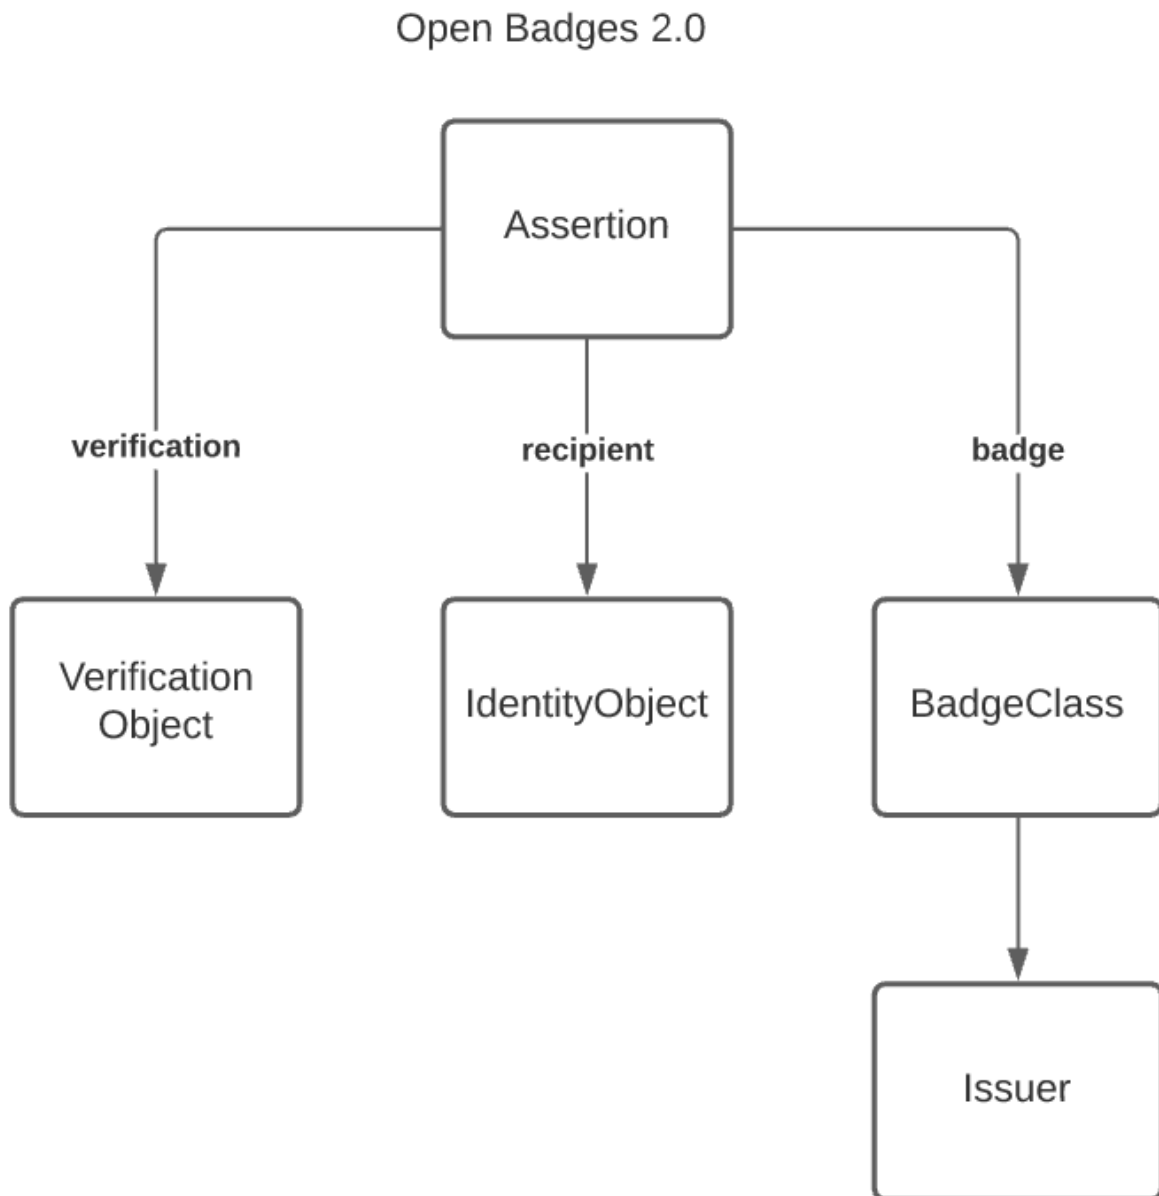 Open Badges 2.0
Assertion
verification
recipient
badge
Verification
Object
IdentityObject
BadgeClass
Issuer